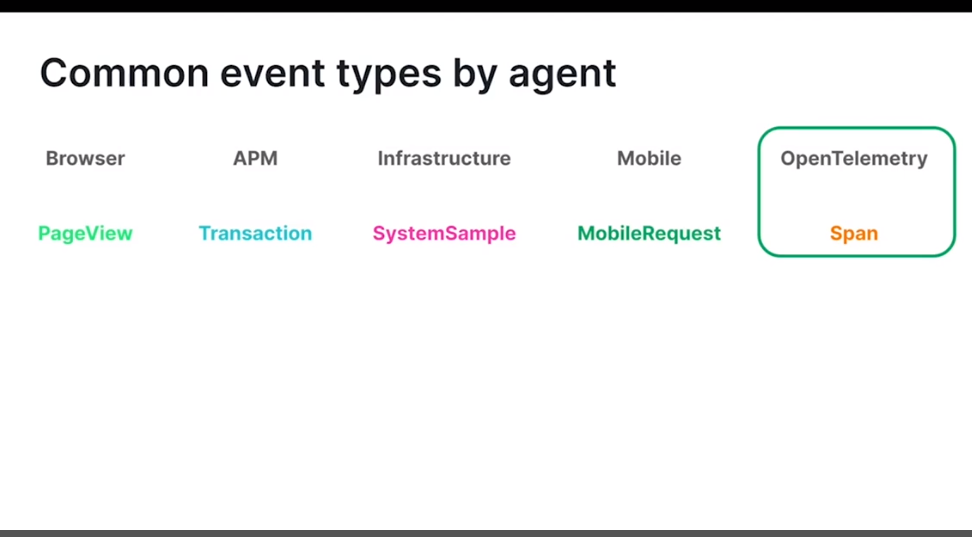 Common event types by agent
Browser APM Infrastructure Mobile OpenTelemetry
PageView Transaction SystemSample MobileRequest Span